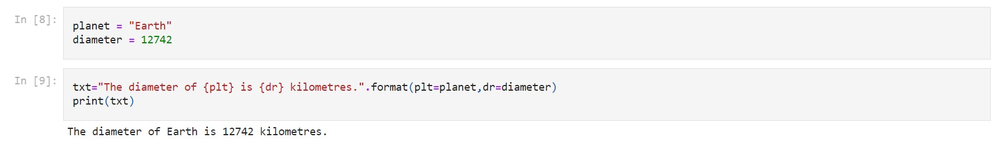 In [8]:
planet = "Earth"
diameter = 12742
In [9]:
txt="The diameter of {plt} is {dr} kilometres.".format(plt=planet,dr=diameter)
print(txt)
The diameter of Earth is 12742 kilometres.